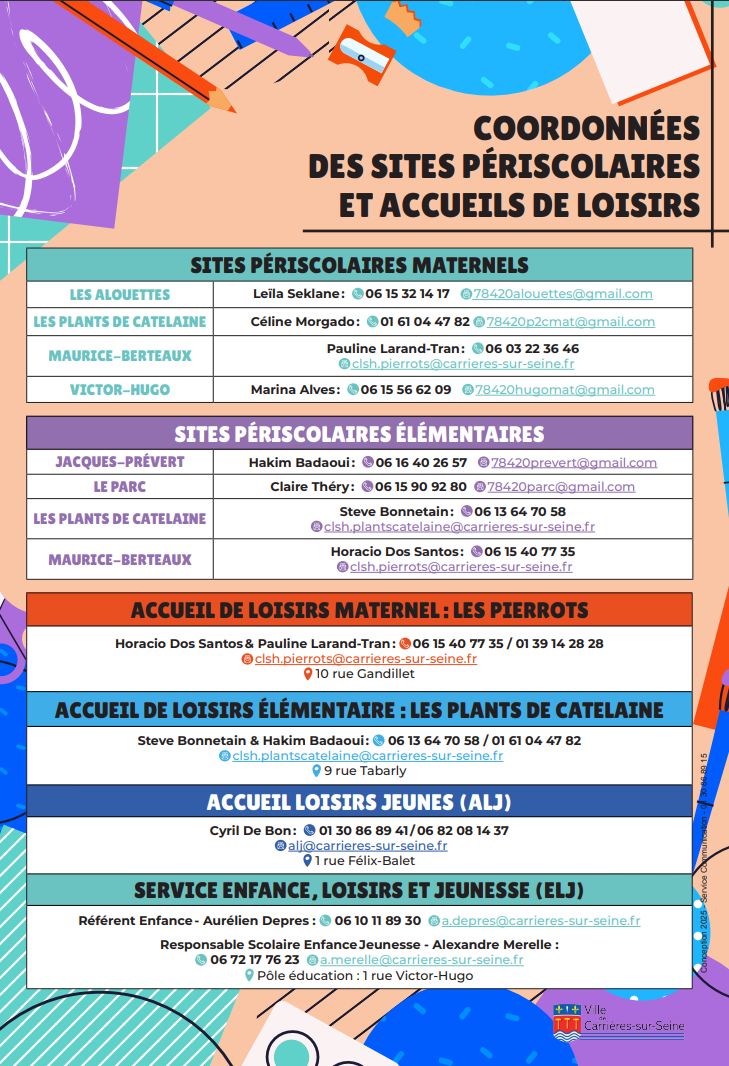 COORDONNÉES
DES SITES PÉRISCOLAIRES
ET ACCUEILS DE LOISIRS
SITES PÉRISCOLAIRES MATERNELS
LES ALOUETTES
Leïla Seklane : 06 15 32 14 17 78420alouettes@gmail.com
LES PLANTS DE CATELAINE
Céline Morgado : 01 61 04 47 82 78420p2cmat@gmail.com
MAURICE-BERTEAUX
Pauline Larand-Tran : 06 03 22 36 46
clsh.pierrots@carrieres-sur-seine.fr
VICTOR-HUGO
Marina Alves : 06 15 56 62 09 78420hugomat@gmail.com
SITES PÉRISCOLAIRES ÉLÉMENTAIRES
JACQUES-PRÉVERT
Hakim Badaoui : 06 16 40 26 57 78420prevert@gmail.com
LE PARC
Claire Théry : 06 15 90 92 80 78420parc@gmail.com
LES PLANTS DE CATELAINE
Steve Bonnetain : 06 13 64 70 58
clsh.plantscatelaine@carrieres-sur-seine.fr
MAURICE-BERTEAUX
Horacio Dos Santos : 06 15 40 77 35
clsh.pierrots@carrieres-sur-seine.fr
ACCUEIL DE LOISIRS MATERNEL : LES PIERROTS
Horacio Dos Santos & Pauline Larand-Tran : 06 15 40 77 35 / 01 39 14 28 28
clsh.pierrots@carrieres-sur-seine.fr
10 rue Gandillet
ACCUEIL DE LOISIRS ÉLÉMENTAIRE : LES PLANTS DE CATELAINE
Steve Bonnetain & Hakim Badaoui : 06 13 64 70 58 / 01 61 04 47 82
clsh.plantscatelaine@carrieres-sur-seine.fr
9 rue Tabarly
ACCUEIL LOISIRS JEUNES (ALJ)
Cyril De Bon : 01 30 86 89 41 / 06 82 08 14 37
alj@carrieres-sur-seine.fr
1 rue Félix-Balet
SERVICE ENFANCE, LOISIRS ET JEUNESSE (ELJ)
Référent Enfance - Aurélien Depres : 06 10 11 89 30 a.depres@carrieres-sur-seine.fr
Responsable Scolaire Enfance Jeunesse - Alexandre Merelle :
06 72 17 76 23 a.merelle@carrieres-sur-seine.fr
Pôle éducation : 1 rue Victor-Hugo
Conception 2025 - Service Communication - 01 30 86 89 15
Ville
de
Carrières-sur-Seine